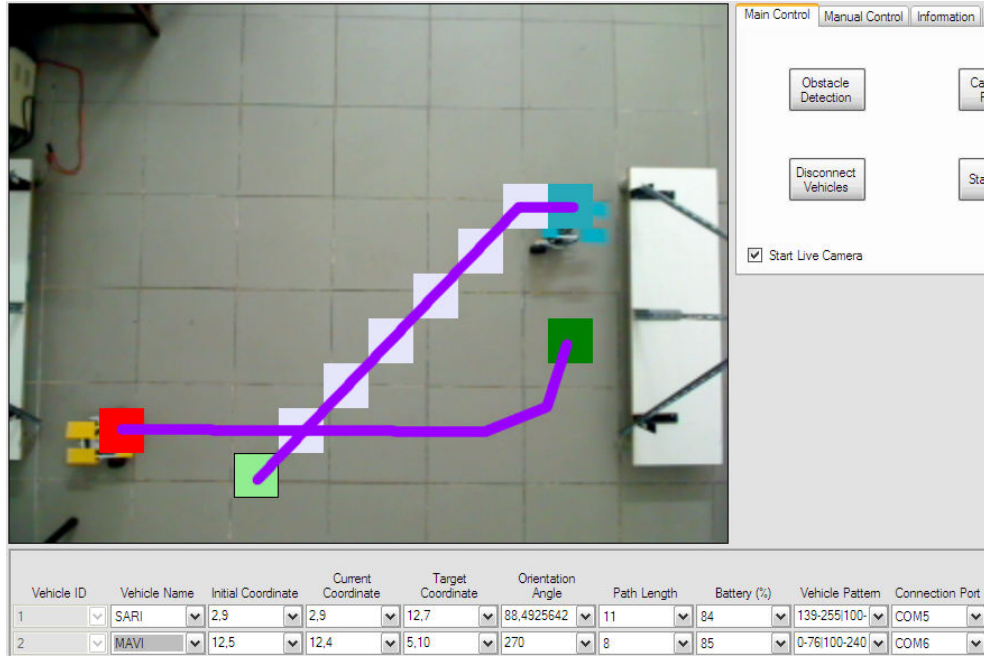 Main Control Manual Control Information
Obstacle
Detection
Disconnect
Vehicles
Start Live Camera
Vehicle ID Vehicle Name Initial Coordinate Current Coordinate Target Coordinate Orientation Angle Path Length Battery (%) Vehicle Pattern Connection Port
1 SARI 2,9 2,9 12,7 88,4925642 11 84 139-255|100- COM5
2 MAVI 12,5 12,4 5,10 270 8 85 0-76|100-240 COM6